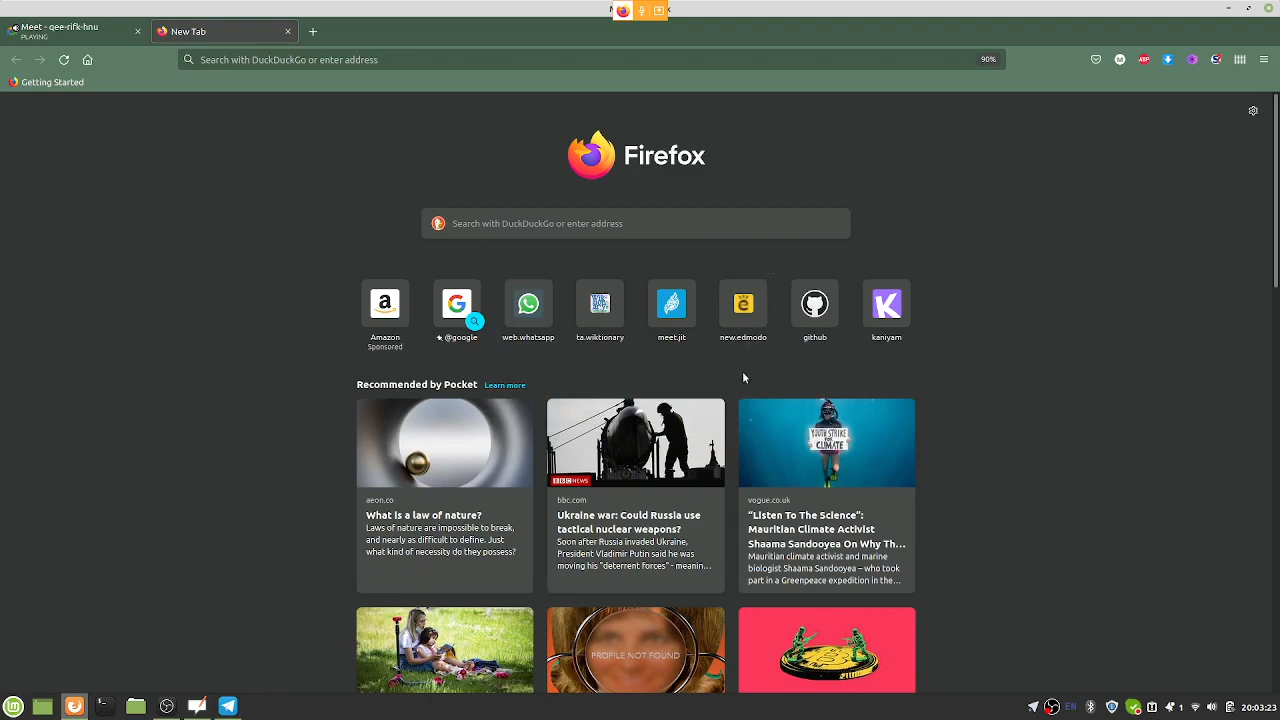 Meet - qee-rifk-hnu
PLAYING
New Tab
Search with DuckDuckGo or enter address
90%
Getting Started
Firefox
Search with DuckDuckGo or enter address
Amazon
Sponsored
@google
web.whatsapp
ta.wiktionary
meet.jit
new.edmodo
github
kaniyam
Recommended by Pocket Learn more
YOUTH STRIKE
FOR
CLIMATE
BBC NEWS
aeon.co
What is a law of nature?
Laws of nature are impossible to break,
and nearly as difficult to define. Just
what kind of necessity do they possess?
bbc.com
Ukraine war: Could Russia use
tactical nuclear weapons?
Soon after Russia invaded Ukraine,
President Vladimir Putin said he was
moving his "deterrent forces" - meanin...
vogue.co.uk
“Listen To The Science”:
Mauritian Climate Activist
Shaama Sandooyea On Why Th...
Mauritian climate activist and marine
biologist Shaama Sandooyea – who took
part in a Greenpeace expedition in the...
PROFILE NOT FOUND
EN
1
20:03:23